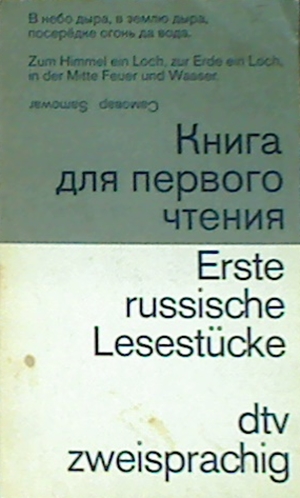 В небо дыра, в землю дыра,
посерёдке огонь да вода.
Zum Himmel ein Loch, zur Erde ein Loch,
in der Mitte Feuer und Wasser.
Самовар Samowar
Книга
для первого
чтения
Erste
russische
Lesestücke
dtv
zweisprachig